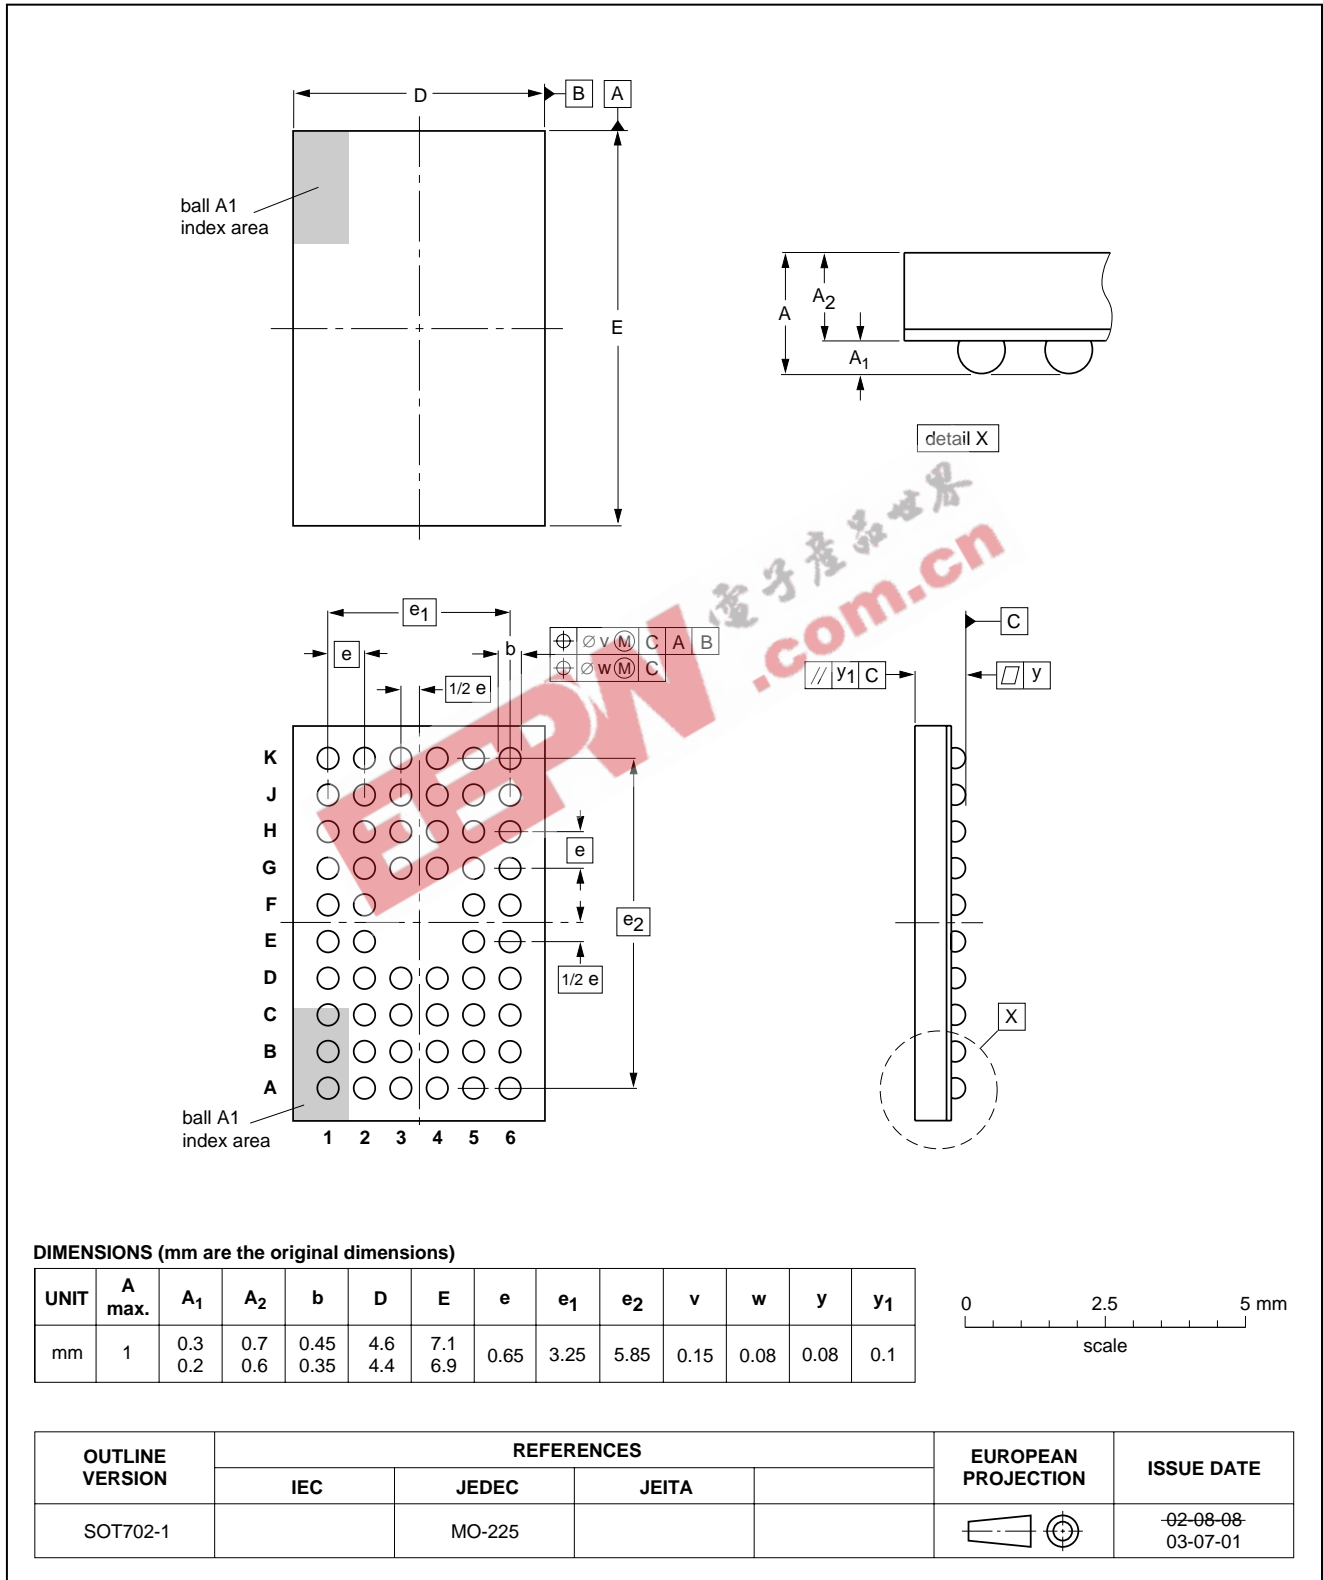 D
B
A
ball A1
index area
E
A
A2
A1
detail X
電子産品世界
EEPW
.com.cn
e1
e
b
1/2 e
⌖ ⌀ v Ⓜ C A B
⌖ ⌀ w Ⓜ C
C
// y1 C
▱ y
K
J
H
G
F
E
D
C
B
A
e
e2
1/2 e
X
ball A1
index area
1 2 3 4 5 6
DIMENSIONS (mm are the original dimensions)
UNIT A max. A1 A2 b D E e e1 e2 v w y y1
mm 1 0.3 0.2 0.7 0.6 0.45 0.35 4.6 4.4 7.1 6.9 0.65 3.25 5.85 0.15 0.08 0.08 0.1
0 2.5 5 mm
scale
OUTLINE VERSION REFERENCES EUROPEAN PROJECTION ISSUE DATE
IEC JEDEC JEITA
SOT702-1 MO-225
02-08-08
03-07-01